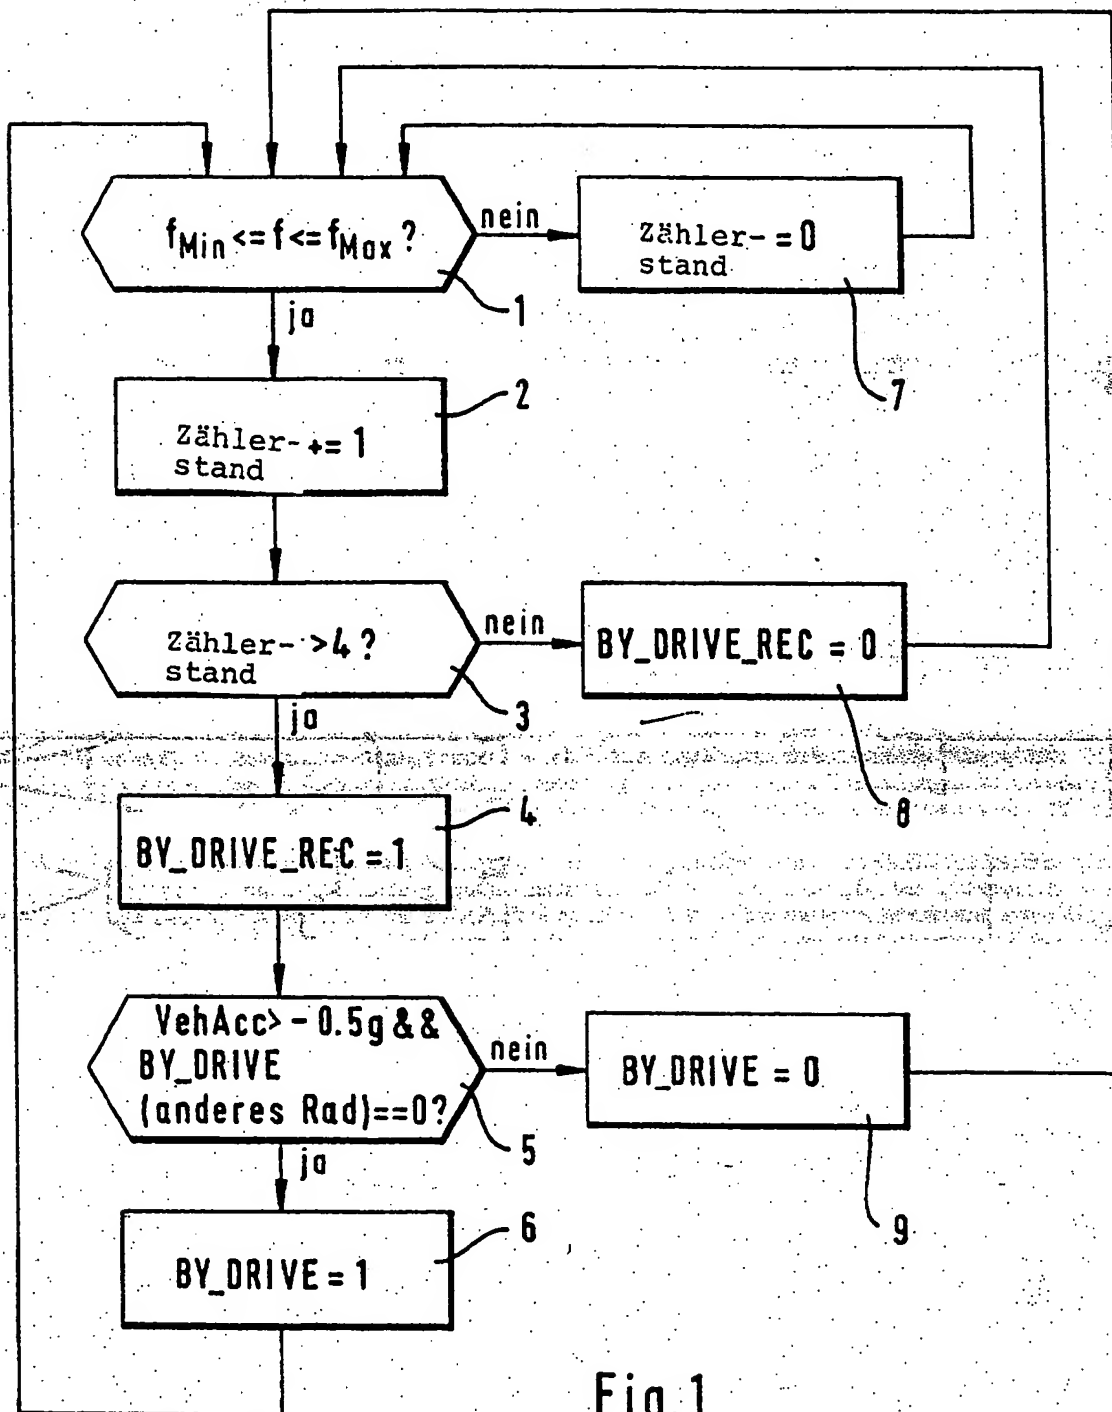 f Min <= f <= f Max ?
nein
Zähler- = 0
stand
1
ja
7
2
Zähler- += 1
stand
Zähler- >4 ?
stand
nein
BY_DRIVE_REC = 0
3
ja
8
4
BY_DRIVE_REC = 1
VehAcc> - 0.5g &&
BY_DRIVE
(anderes Rad)==0?
nein
BY_DRIVE = 0
5
ja
9
6
BY_DRIVE = 1
Fig 1